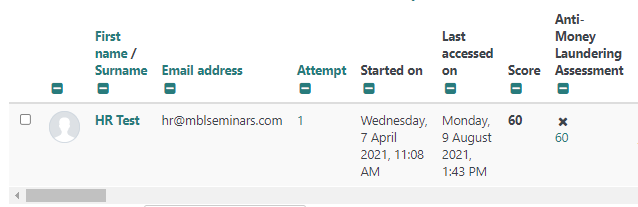 First name / Surname
Email address
Attempt
Started on
Last accessed on
Score
Anti-Money Laundering Assessment
HR Test
hr@mblseminars.com
1
Wednesday,
7 April
2021, 11:08
AM
Monday,
9 August
2021,
1:43 PM
60
60